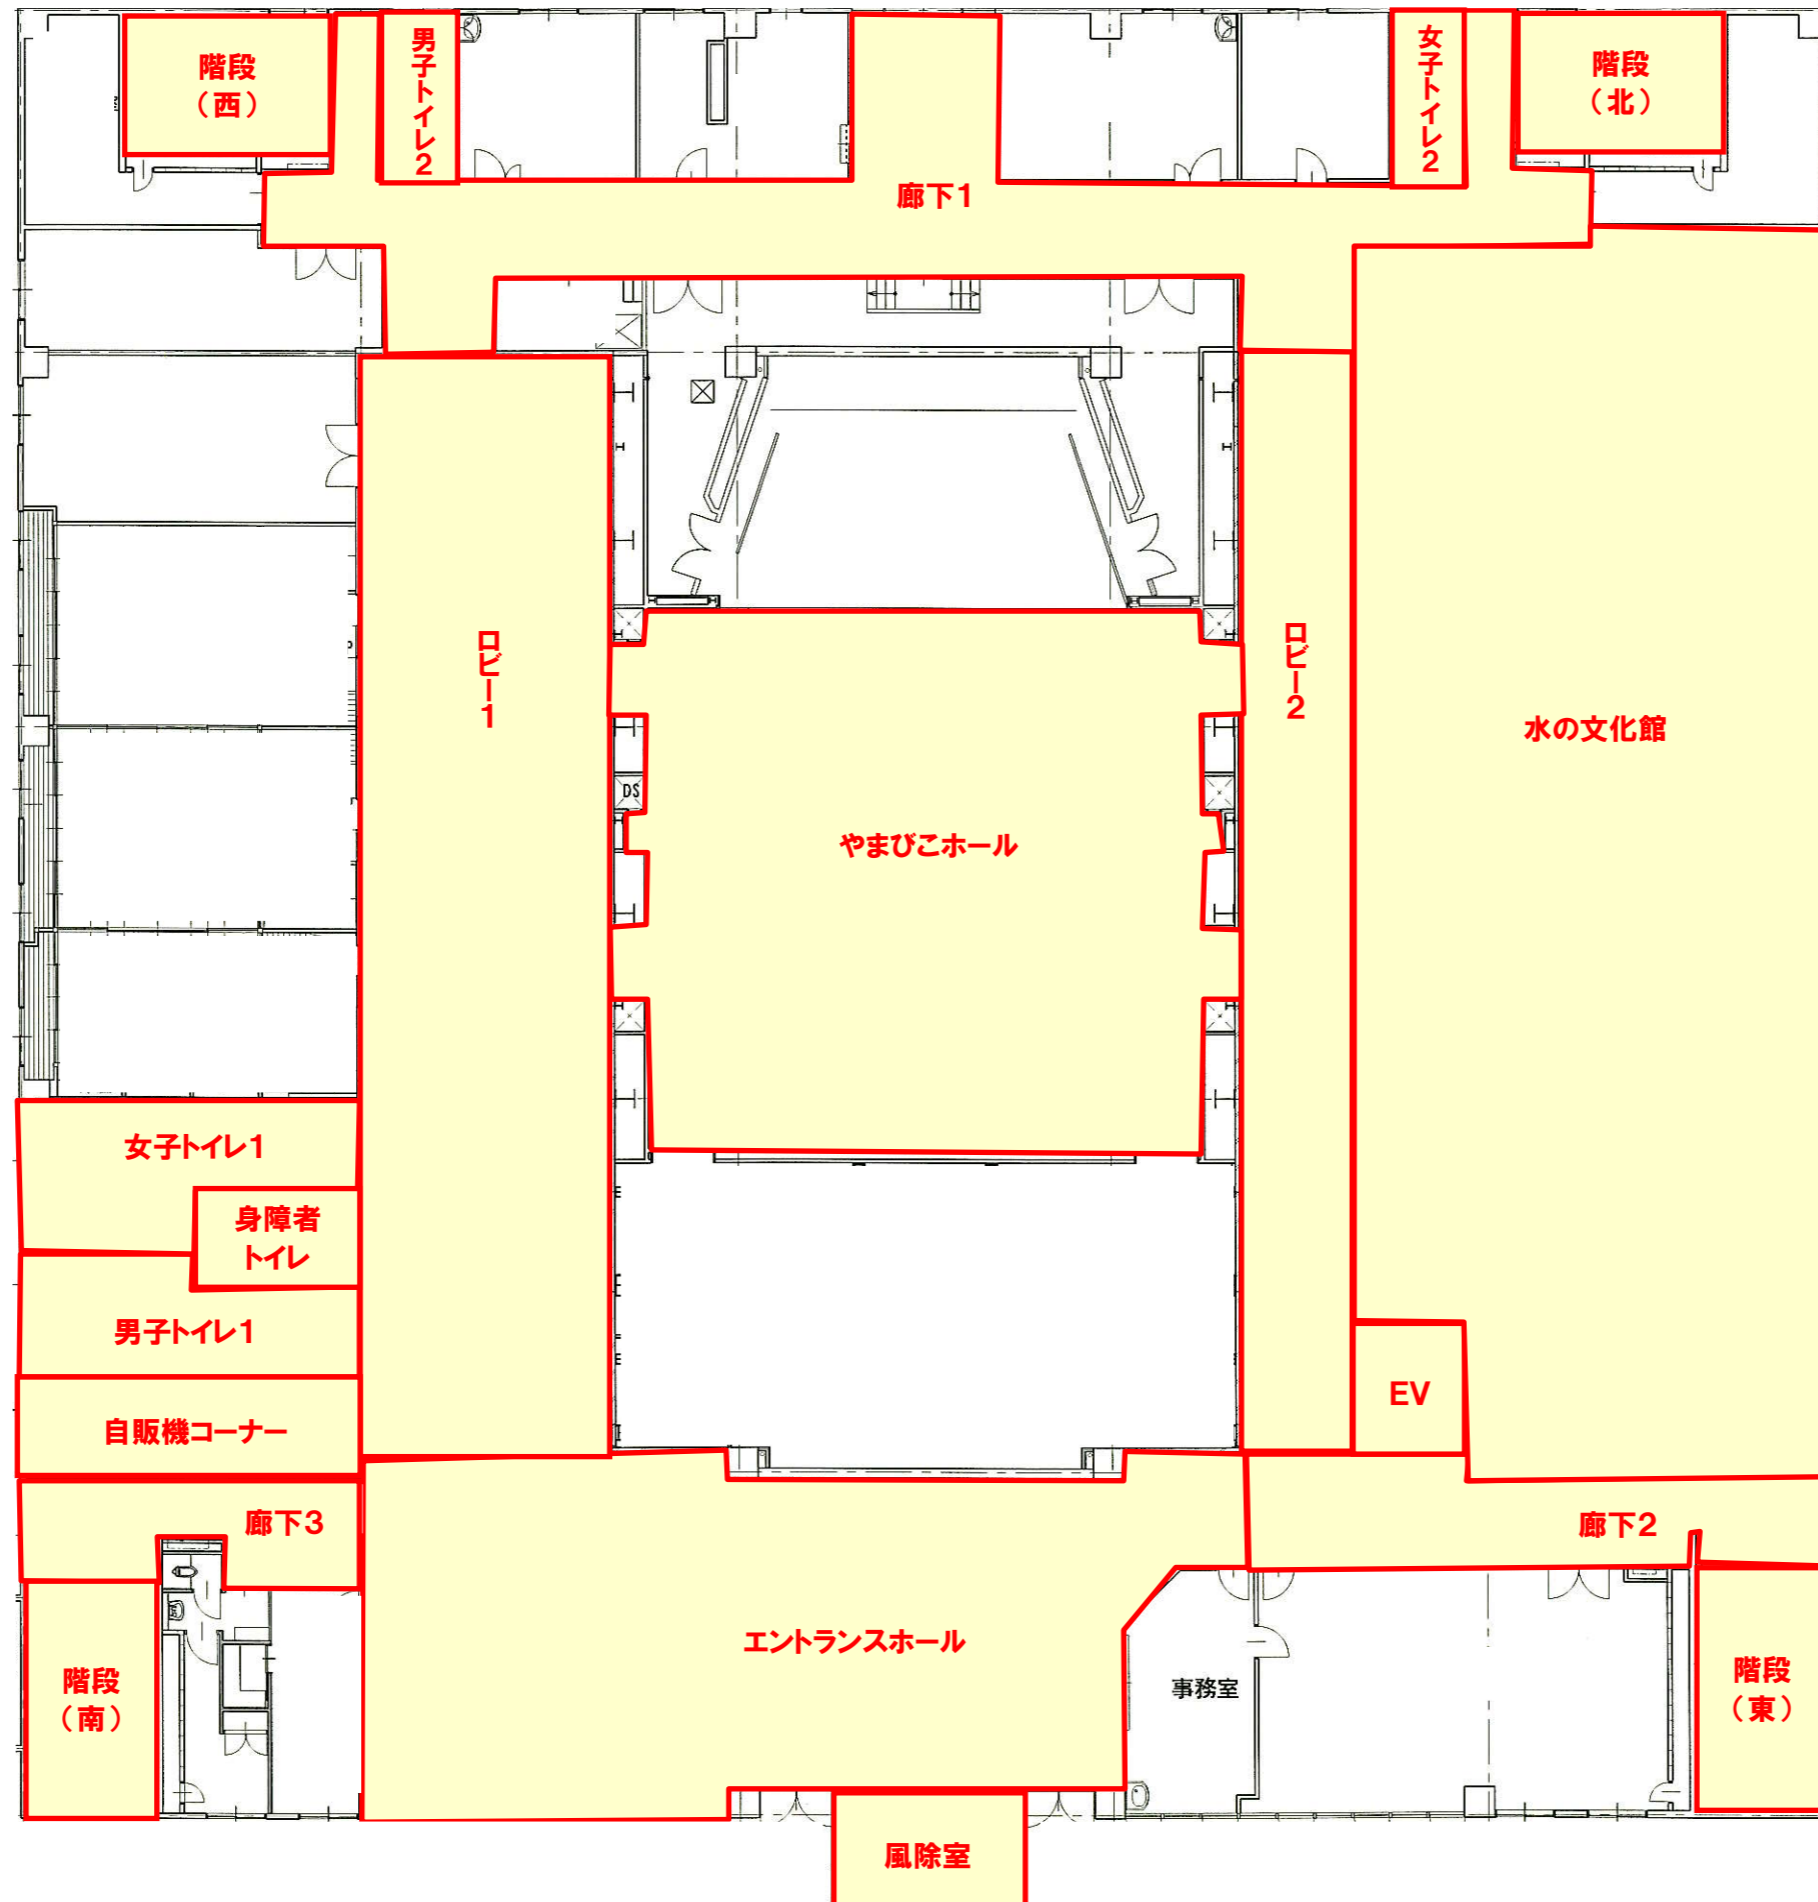 階段
（西）
男子トイレ2
女子トイレ2
階段
（北）
廊下1
ロビー1
ロビー2
水の文化館
DS
やまびこホール
女子トイレ1
身障者
トイレ
男子トイレ1
EV
自販機コーナー
廊下3
廊下2
エントランスホール
階段
（南）
事務室
階段
（東）
風除室